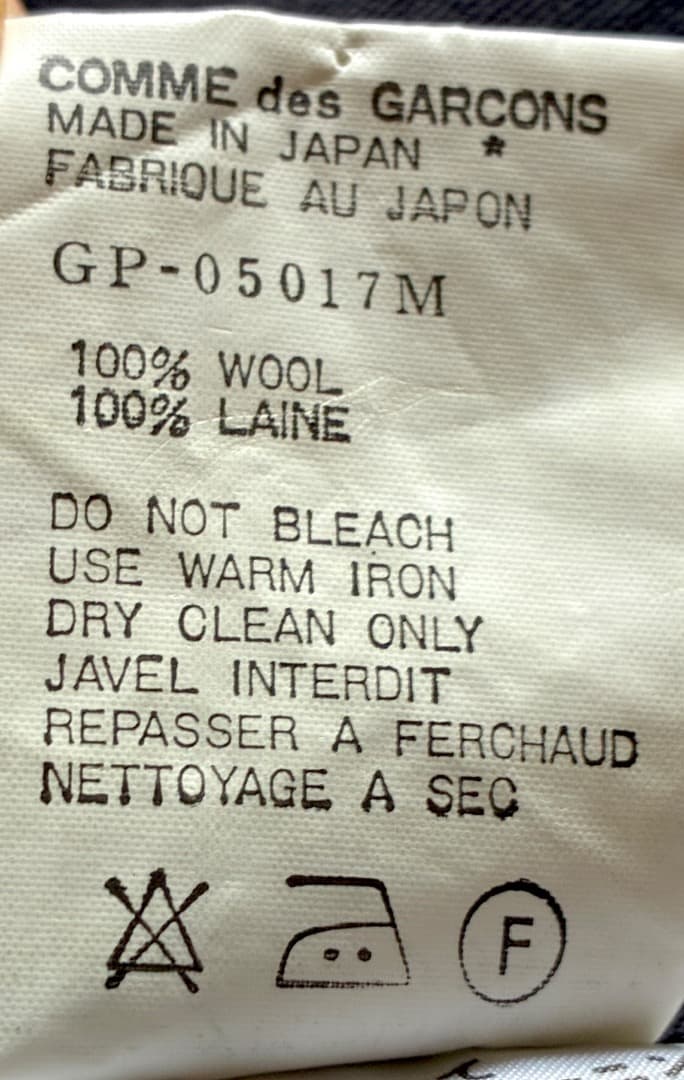 COMME des GARCONS
MADE IN JAPAN *
FABRIQUE AU JAPON
GP-05017M
100% WOOL
100% LAINE
DO NOT BLEACH
USE WARM IRON
DRY CLEAN ONLY
JAVEL INTERDIT
REPASSER A FERCHAUD
NETTOYAGE A SEC
F